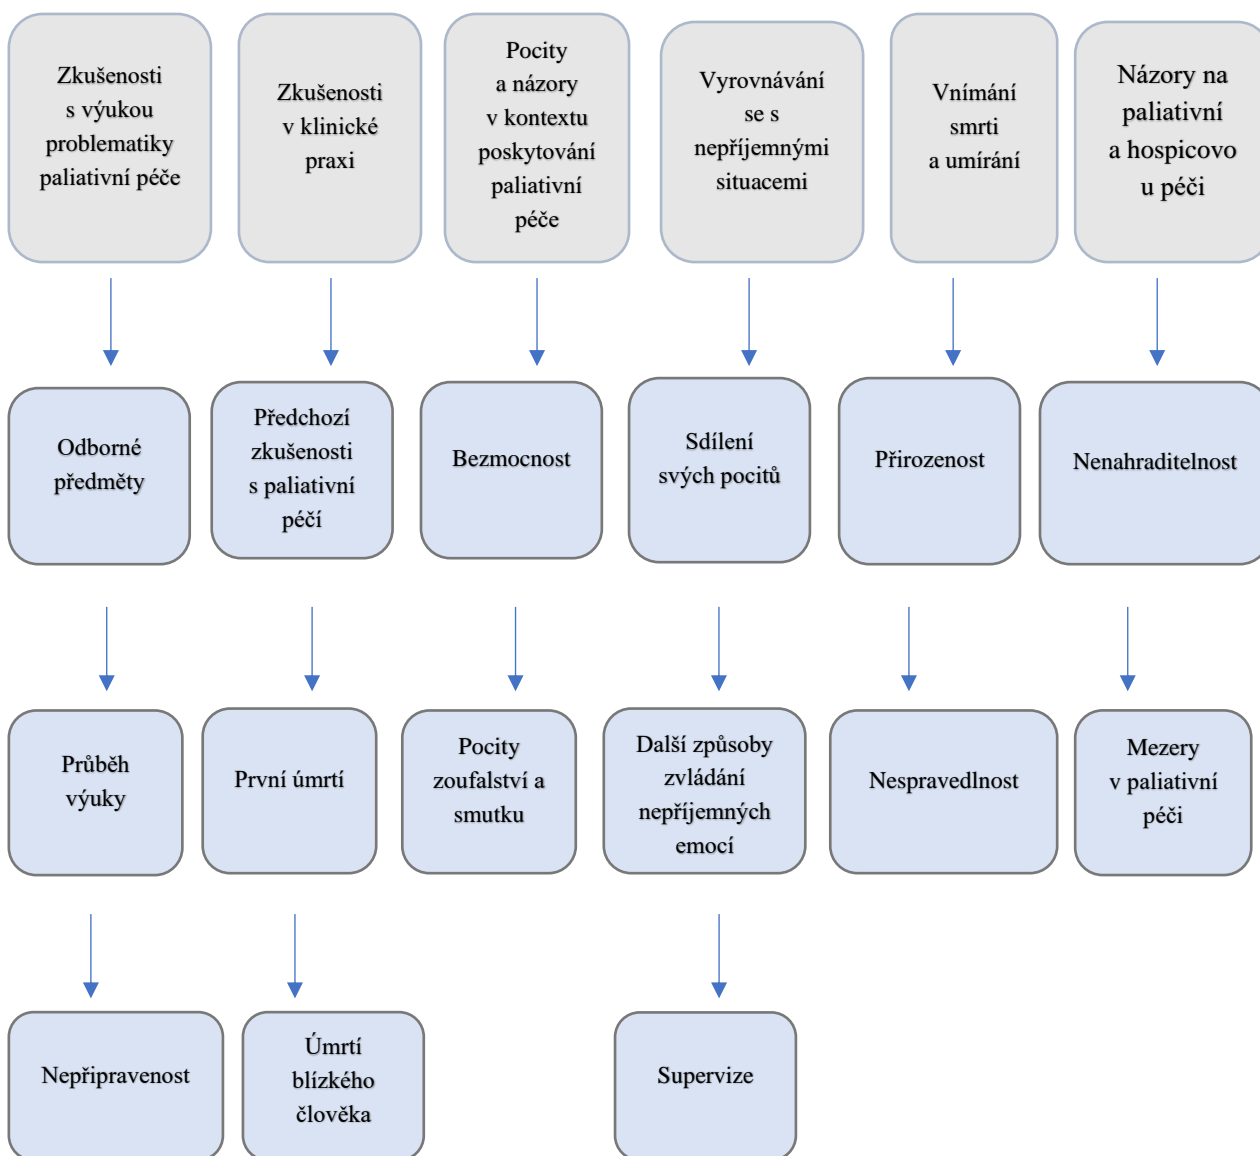 Zkušenosti
s výukou
problematiky
paliativní péče
Zkušenosti
v klinické
praxi
Pocity
a názory
v kontextu
poskytování
paliativní
péče
Vyrovnávání
se s
nepříjemnými
situacemi
Vnímání
smrti
a umírání
Názory na
paliativní
a hospicovo
u péči
Odborné
předměty
Předchozí
zkušenosti
s paliativní
péčí
Bezmocnost
Sdílení
svých pocitů
Přirozenost
Nenahraditelnost
Průběh
výuky
První úmrtí
Pocity
zoufalství a
smutku
Další způsoby
zvládání
nepříjemných
emocí
Nespravedlnost
Mezery
v paliativní
péči
Nepřipravenost
Úmrtí
blízkého
člověka
Supervize